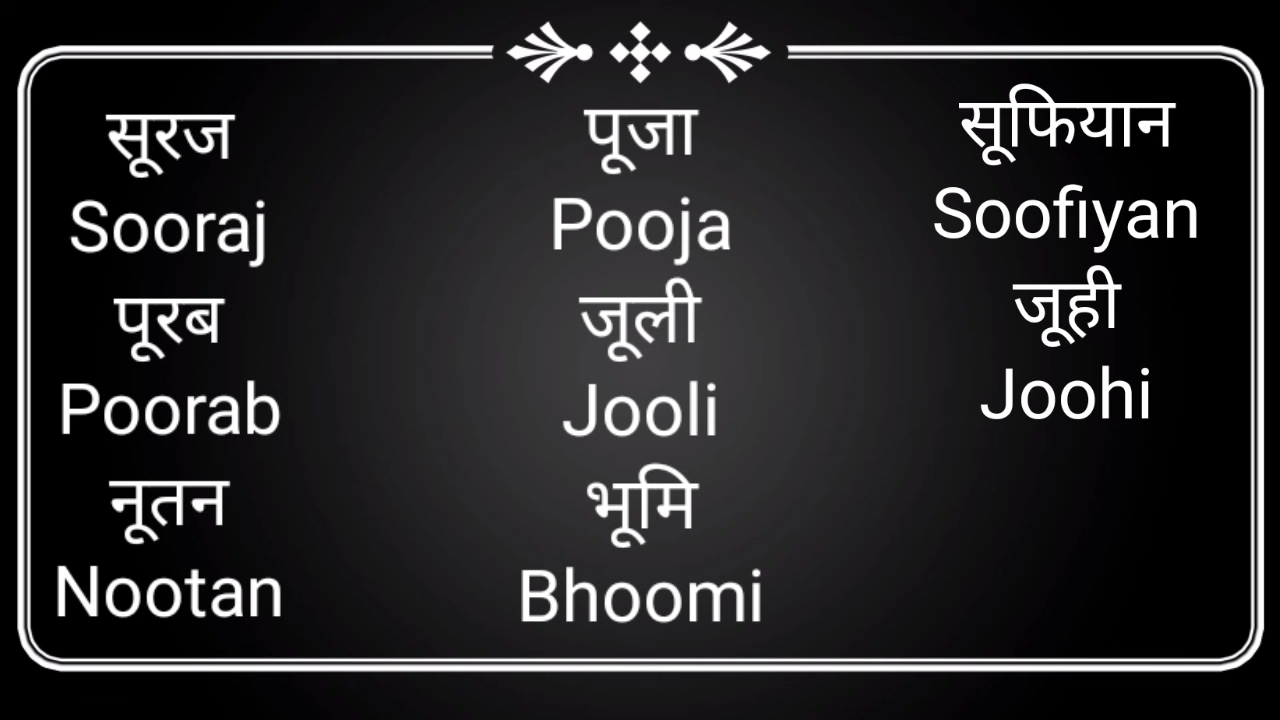 सूरज
Sooraj
पूरब
Poorab
नूतन
Nootan
पूजा
Pooja
जूली
Jooli
भूमि
Bhoomi
सूफियान
Soofiyan
जूही
Joohi